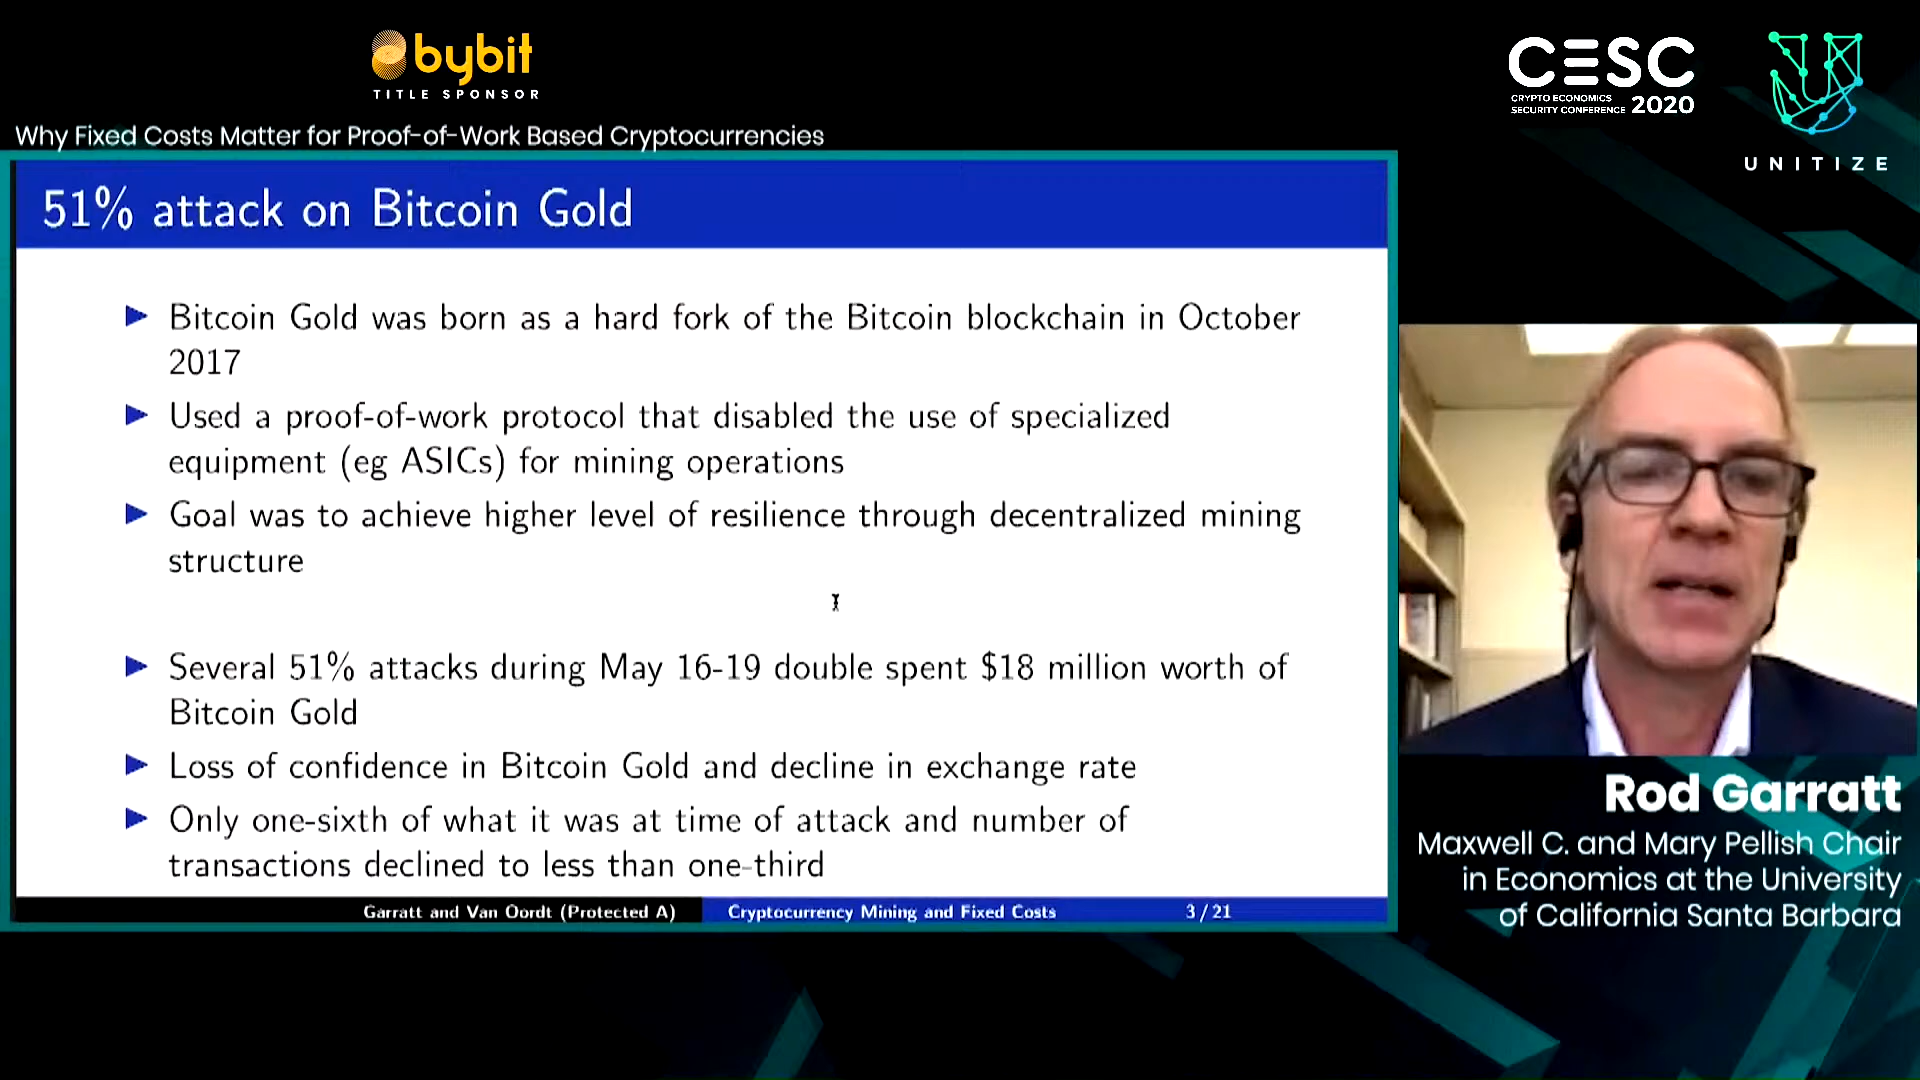 bybit
TITLE SPONSOR
CESC
CRYPTO ECONOMICS
SECURITY CONFERENCE 2020
UNITIZE
Why Fixed Costs Matter for Proof-of-Work Based Cryptocurrencies
51% attack on Bitcoin Gold
Bitcoin Gold was born as a hard fork of the Bitcoin blockchain in October
2017
Used a proof-of-work protocol that disabled the use of specialized
equipment (eg ASICs) for mining operations
Goal was to achieve higher level of resilience through decentralized mining
structure
Several 51% attacks during May 16-19 double spent $18 million worth of
Bitcoin Gold
Loss of confidence in Bitcoin Gold and decline in exchange rate
Only one-sixth of what it was at time of attack and number of
transactions declined to less than one-third
Garratt and Van Oordt (Protected A)
Cryptocurrency Mining and Fixed Costs
3 / 21
Rod Garratt
Maxwell C. and Mary Pellish Chair
in Economics at the University
of California Santa Barbara